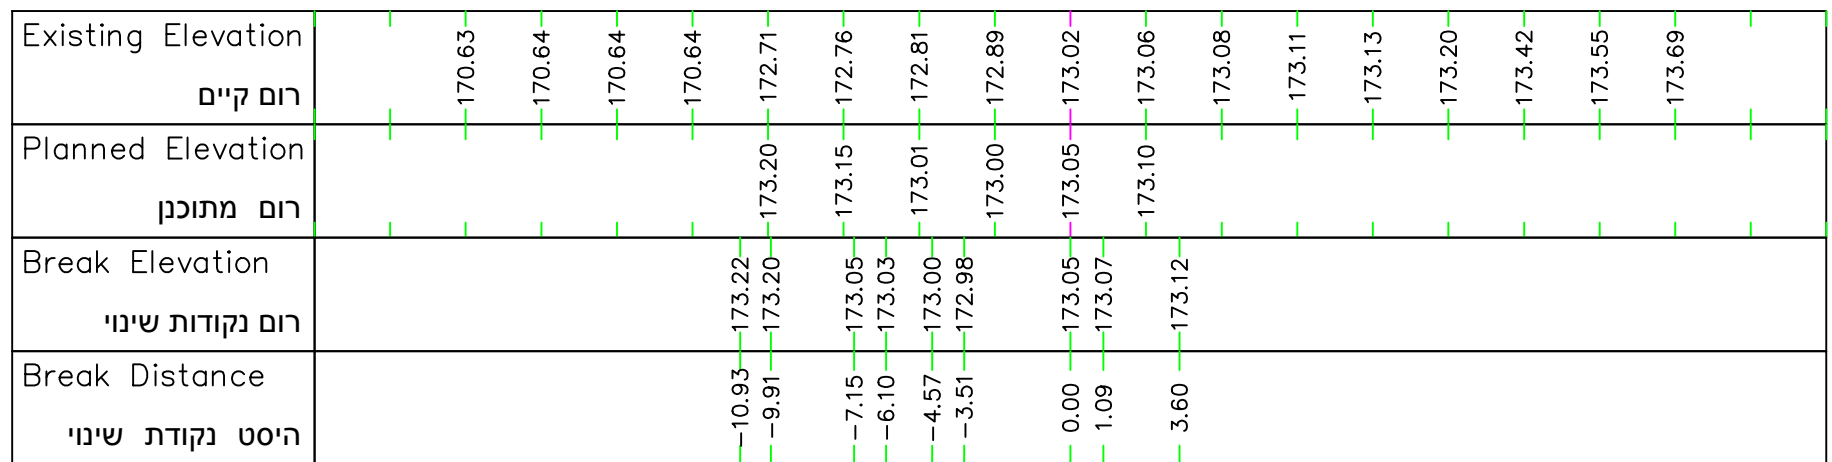 Existing Elevation
רום קיים
170.63 170.64 170.64 170.64 172.71 172.76 172.81 172.89 173.02 173.06 173.08 173.11 173.13 173.20 173.42 173.55 173.69
Planned Elevation
רום מתוכנן
173.20 173.15 173.01 173.00 173.05 173.10
Break Elevation
רום נקודות שינוי
173.22 173.20 173.05 173.03 173.00 172.98 173.05 173.07 173.12
Break Distance
היסט נקודת שינוי
-10.93 -9.91 -7.15 -6.10 -4.57 -3.51 0.00 1.09 3.60